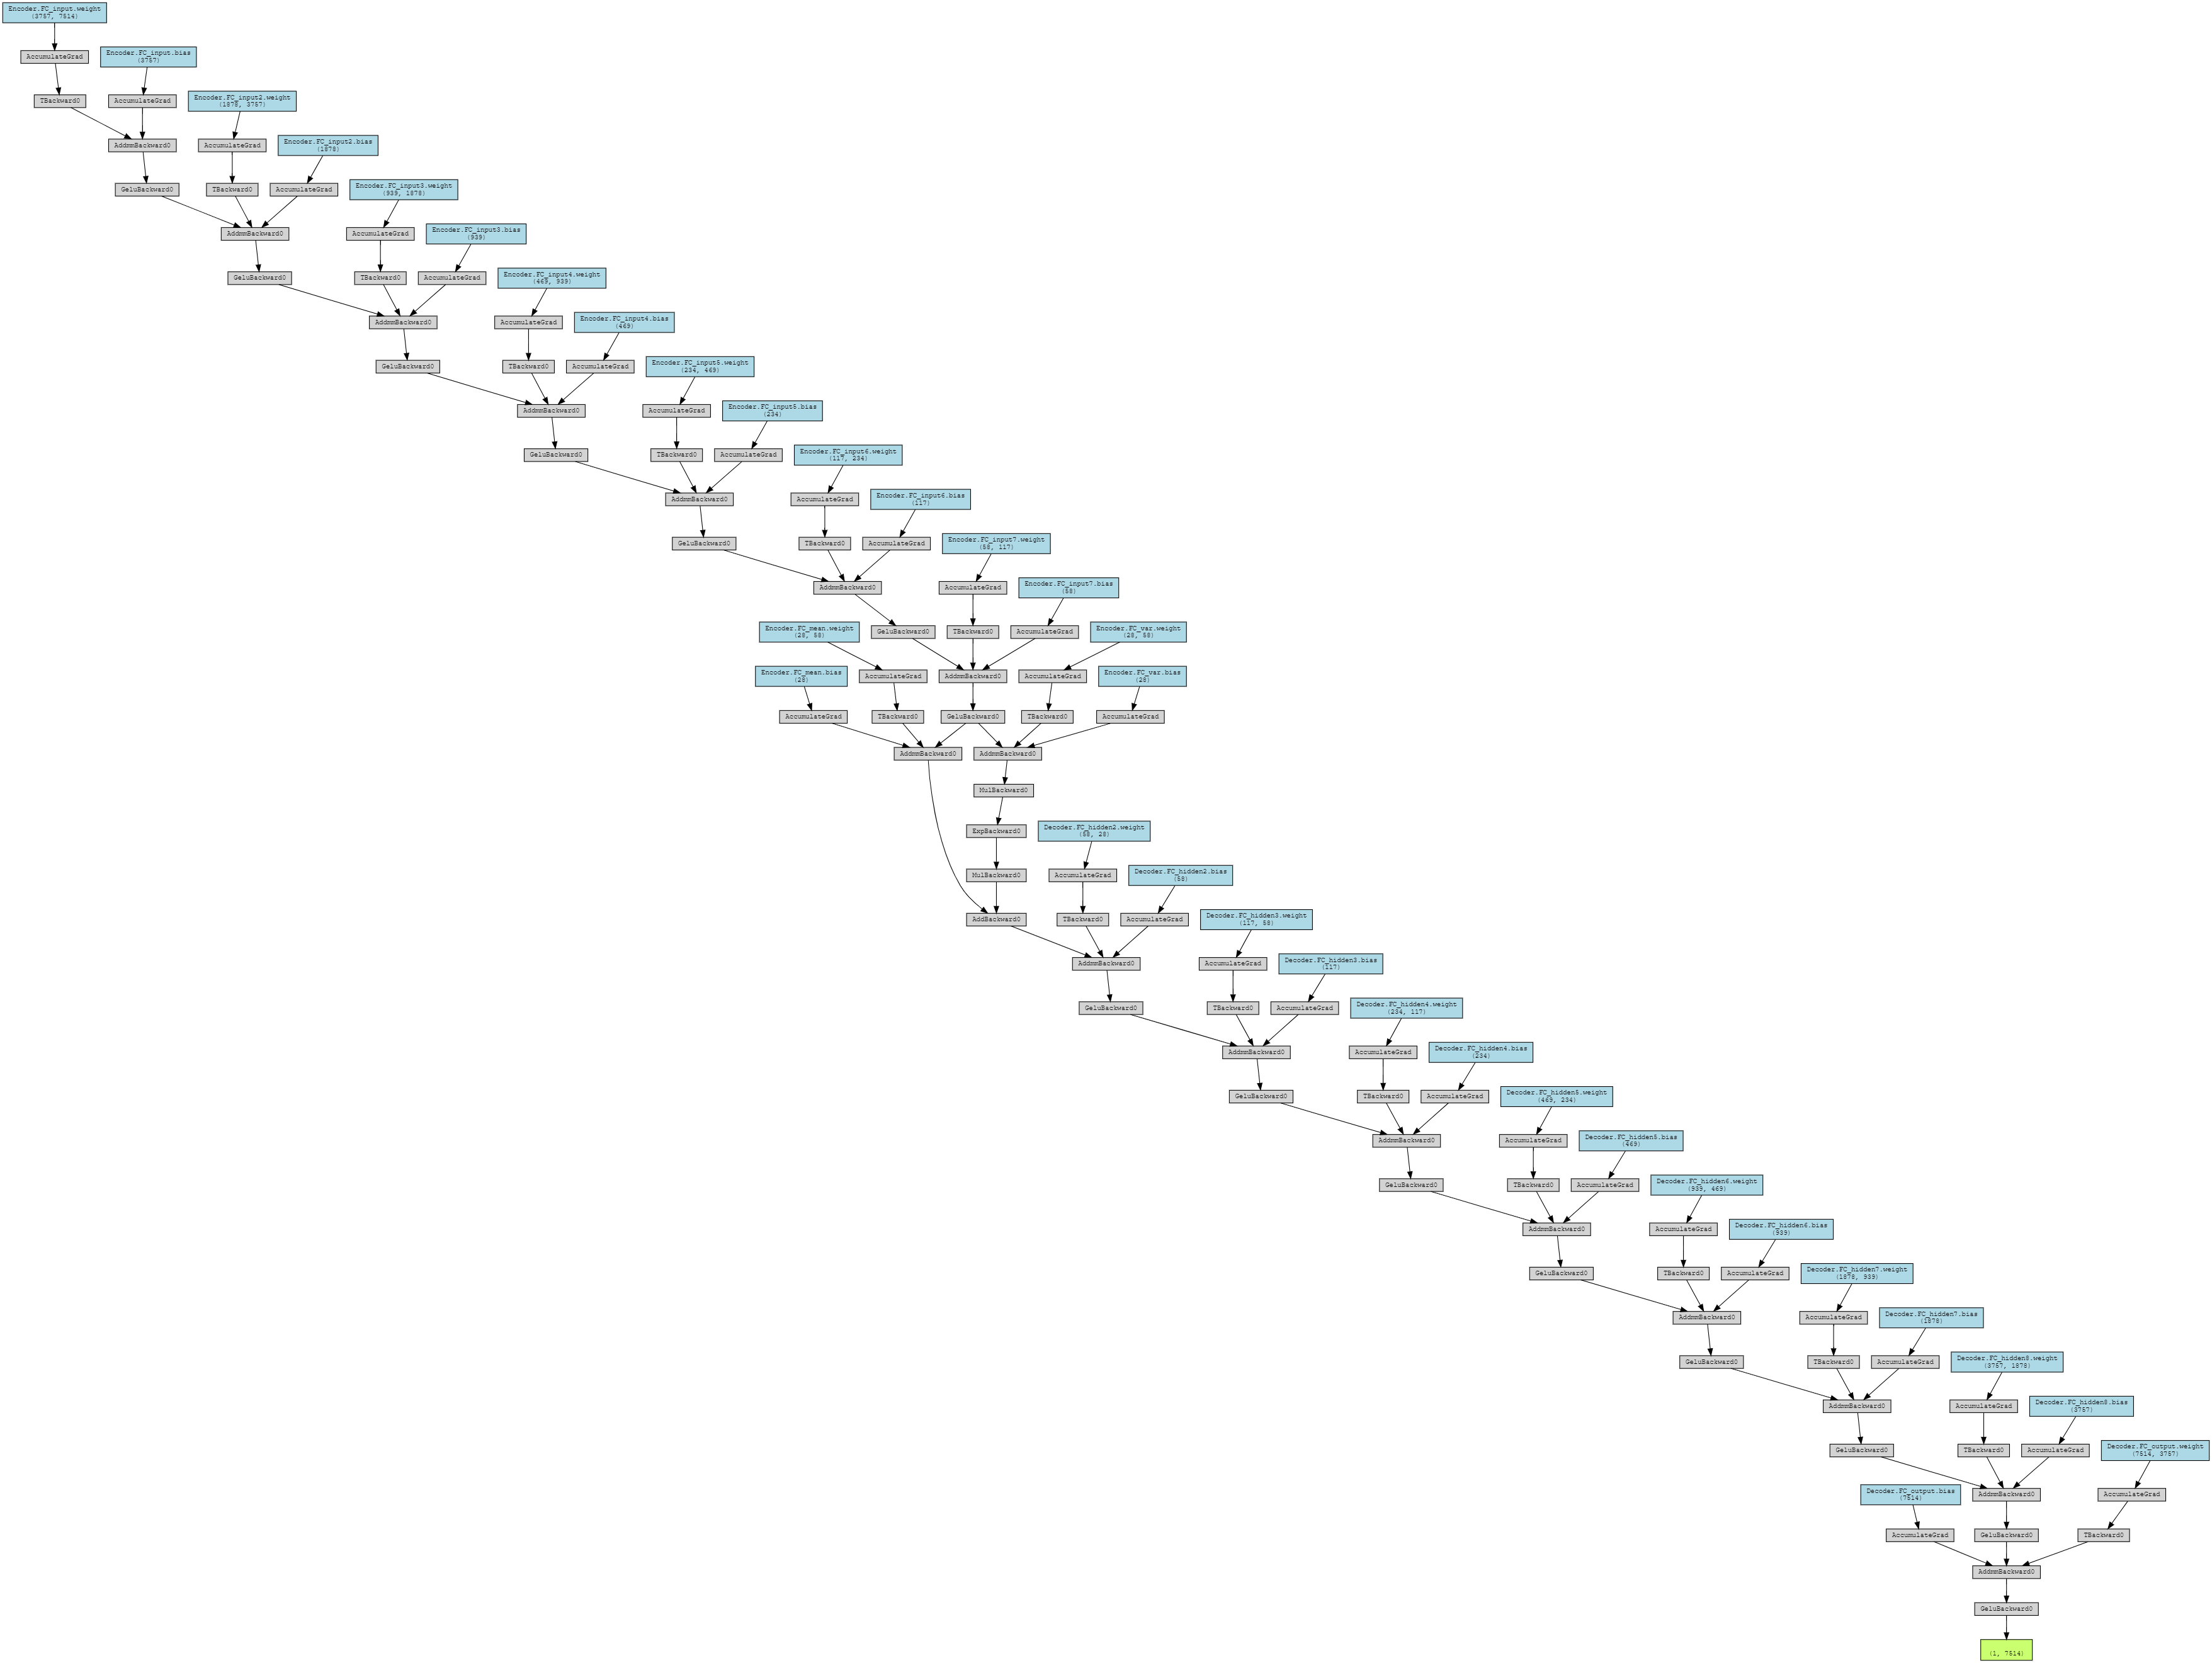 Encoder.FC_input.weight
(3757, 7514)
AccumulateGrad
Encoder.FC_input.bias
(3757)
TBackward0
AccumulateGrad
Encoder.FC_input2.weight
(1878, 3757)
AddmmBackward0
AccumulateGrad
Encoder.FC_input2.bias
(1878)
GeluBackward0
TBackward0
AccumulateGrad
Encoder.FC_input3.weight
(939, 1878)
AddmmBackward0
AccumulateGrad
Encoder.FC_input3.bias
(939)
GeluBackward0
TBackward0
AccumulateGrad
Encoder.FC_input4.weight
(469, 939)
AddmmBackward0
AccumulateGrad
Encoder.FC_input4.bias
(469)
GeluBackward0
TBackward0
AccumulateGrad
Encoder.FC_input5.weight
(234, 469)
AddmmBackward0
AccumulateGrad
Encoder.FC_input5.bias
(234)
GeluBackward0
TBackward0
AccumulateGrad
Encoder.FC_input6.weight
(117, 234)
AddmmBackward0
AccumulateGrad
Encoder.FC_input6.bias
(117)
GeluBackward0
TBackward0
AccumulateGrad
Encoder.FC_input7.weight
(58, 117)
AddmmBackward0
AccumulateGrad
Encoder.FC_input7.bias
(58)
Encoder.FC_mean.weight
(28, 58)
GeluBackward0
TBackward0
AccumulateGrad
Encoder.FC_var.weight
(28, 58)
Encoder.FC_mean.bias
(28)
AccumulateGrad
AddmmBackward0
AccumulateGrad
Encoder.FC_var.bias
(28)
AccumulateGrad
TBackward0
GeluBackward0
TBackward0
AccumulateGrad
AddmmBackward0
AddmmBackward0
MulBackward0
ExpBackward0
Decoder.FC_hidden2.weight
(58, 28)
MulBackward0
AccumulateGrad
Decoder.FC_hidden2.bias
(58)
AddBackward0
TBackward0
AccumulateGrad
Decoder.FC_hidden3.weight
(117, 58)
AddmmBackward0
AccumulateGrad
Decoder.FC_hidden3.bias
(117)
GeluBackward0
TBackward0
AccumulateGrad
Decoder.FC_hidden4.weight
(234, 117)
AddmmBackward0
AccumulateGrad
Decoder.FC_hidden4.bias
(234)
GeluBackward0
TBackward0
AccumulateGrad
Decoder.FC_hidden5.weight
(469, 234)
AddmmBackward0
AccumulateGrad
Decoder.FC_hidden5.bias
(469)
GeluBackward0
TBackward0
AccumulateGrad
Decoder.FC_hidden6.weight
(939, 469)
AddmmBackward0
AccumulateGrad
Decoder.FC_hidden6.bias
(939)
GeluBackward0
TBackward0
AccumulateGrad
Decoder.FC_hidden7.weight
(1878, 939)
AddmmBackward0
AccumulateGrad
Decoder.FC_hidden7.bias
(1878)
GeluBackward0
TBackward0
AccumulateGrad
Decoder.FC_hidden8.weight
(3757, 1878)
AddmmBackward0
AccumulateGrad
Decoder.FC_hidden8.bias
(3757)
GeluBackward0
TBackward0
AccumulateGrad
Decoder.FC_output.weight
(7514, 3757)
Decoder.FC_output.bias
(7514)
AddmmBackward0
AccumulateGrad
AccumulateGrad
GeluBackward0
TBackward0
AddmmBackward0
GeluBackward0
(1, 7514)